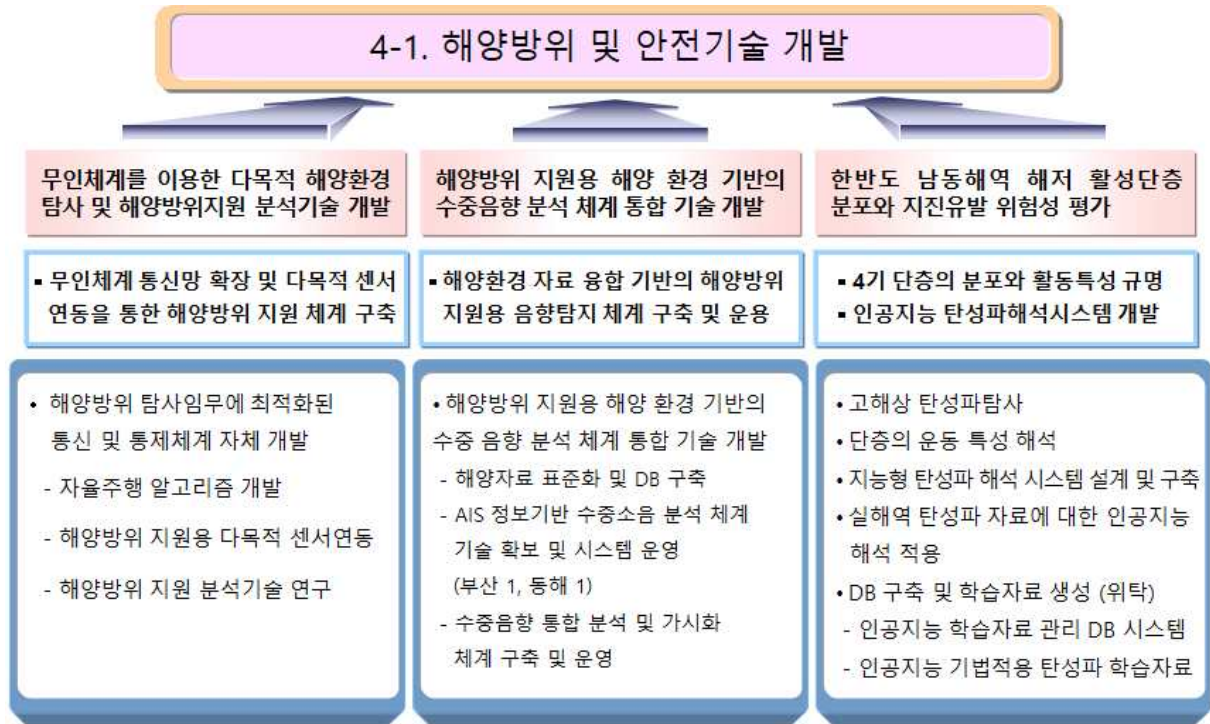 4-1. 해양방위 및 안전기술 개발
무인체계를 이용한 다목적 해양환경
탐사 및 해양방위지원 분석기술 개발
▪ 무인체계 통신망 확장 및 다목적 센서
연동을 통한 해양방위 지원 체계 구축
• 해양방위 탐사임무에 최적화된
통신 및 통제체계 자체 개발
- 자율주행 알고리즘 개발
- 해양방위 지원용 다목적 센서연동
- 해양방위 지원 분석기술 연구
해양방위 지원용 해양 환경 기반의
수중음향 분석 체계 통합 기술 개발
▪ 해양환경 자료 융합 기반의 해양방위
지원용 음향탐지 체계 구축 및 운용
• 해양방위 지원용 해양 환경 기반의
수중 음향 분석 체계 통합 기술 개발
- 해양자료 표준화 및 DB 구축
- AIS 정보기반 수중소음 분석 체계
기술 확보 및 시스템 운영
(부산 1, 동해 1)
- 수중음향 통합 분석 및 가시화
체계 구축 및 운영
한반도 남동해역 해저 활성단층
분포와 지진유발 위험성 평가
▪ 4기 단층의 분포와 활동특성 규명
▪ 인공지능 탄성파해석시스템 개발
• 고해상 탄성파탐사
• 단층의 운동 특성 해석
• 지능형 탄성파 해석 시스템 설계 및 구축
• 실해역 탄성파 자료에 대한 인공지능
해석 적용
• DB 구축 및 학습자료 생성 (위탁)
- 인공지능 학습자료 관리 DB 시스템
- 인공지능 기법적용 탄성파 학습자료